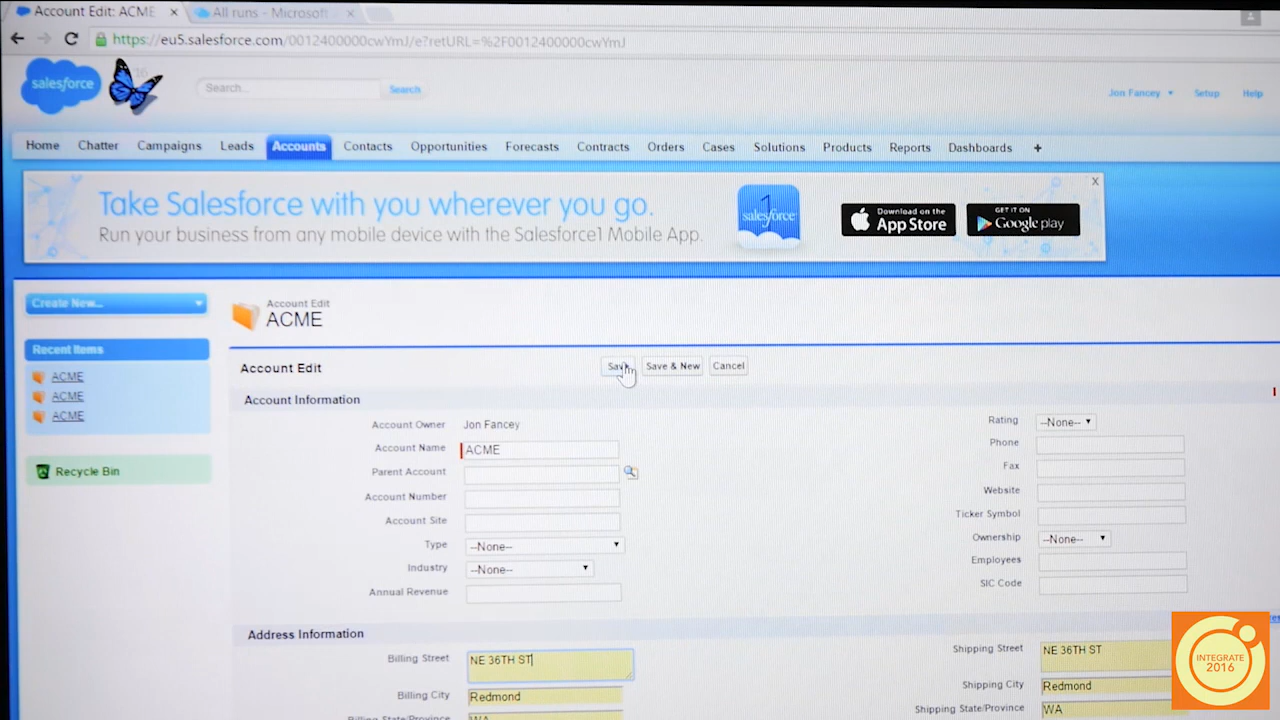 Account Edit: ACME × All runs - Microsoft ×
https://eu5.salesforce.com/0012400000cwYmJ/e?retURL=%2F0012400000cwYmJ
salesforce 16 Search... Search Jon Fancey Setup Help
Home Chatter Campaigns Leads Accounts Contacts Opportunities Forecasts Contracts Orders Cases Solutions Products Reports Dashboards +
Take Salesforce with you wherever you go.
Run your business from any mobile device with the Salesforce1 Mobile App.
1
salesforce
Download on the
App Store
GET IT ON
Google play
X
Create New...
Recent Items
ACME
ACME
ACME
Recycle Bin
Account Edit
ACME
Account Edit Save Save & New Cancel
Account Information
Account Owner Jon Fancey
Account Name ACME
Parent Account
Account Number
Account Site
Type --None--
Industry --None--
Annual Revenue
Rating --None--
Phone
Fax
Website
Ticker Symbol
Ownership --None--
Employees
SIC Code
Address Information
Billing Street NE 36TH ST
Billing City Redmond
Billing State/Province WA
Shipping Street NE 36TH ST
Shipping City Redmond
Shipping State/Province WA
INTEGRATE
2016